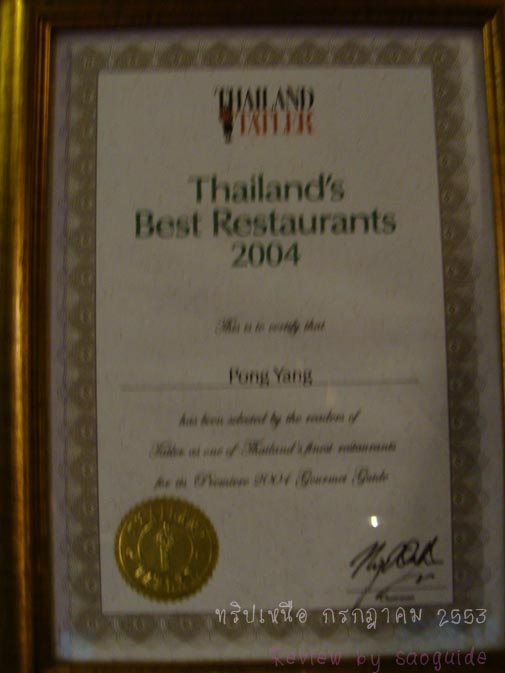 THAILAND
TATLER
Thailand's
Best Restaurants
2004
This is to certify that
Pong Yang
has been selected by the readers of
Tatler as one of Thailand's finest restaurants
for its Premiere 2004 Gourmet Guide
ทริปเหนือ กรกฎาคม 2553
Review by saoguide